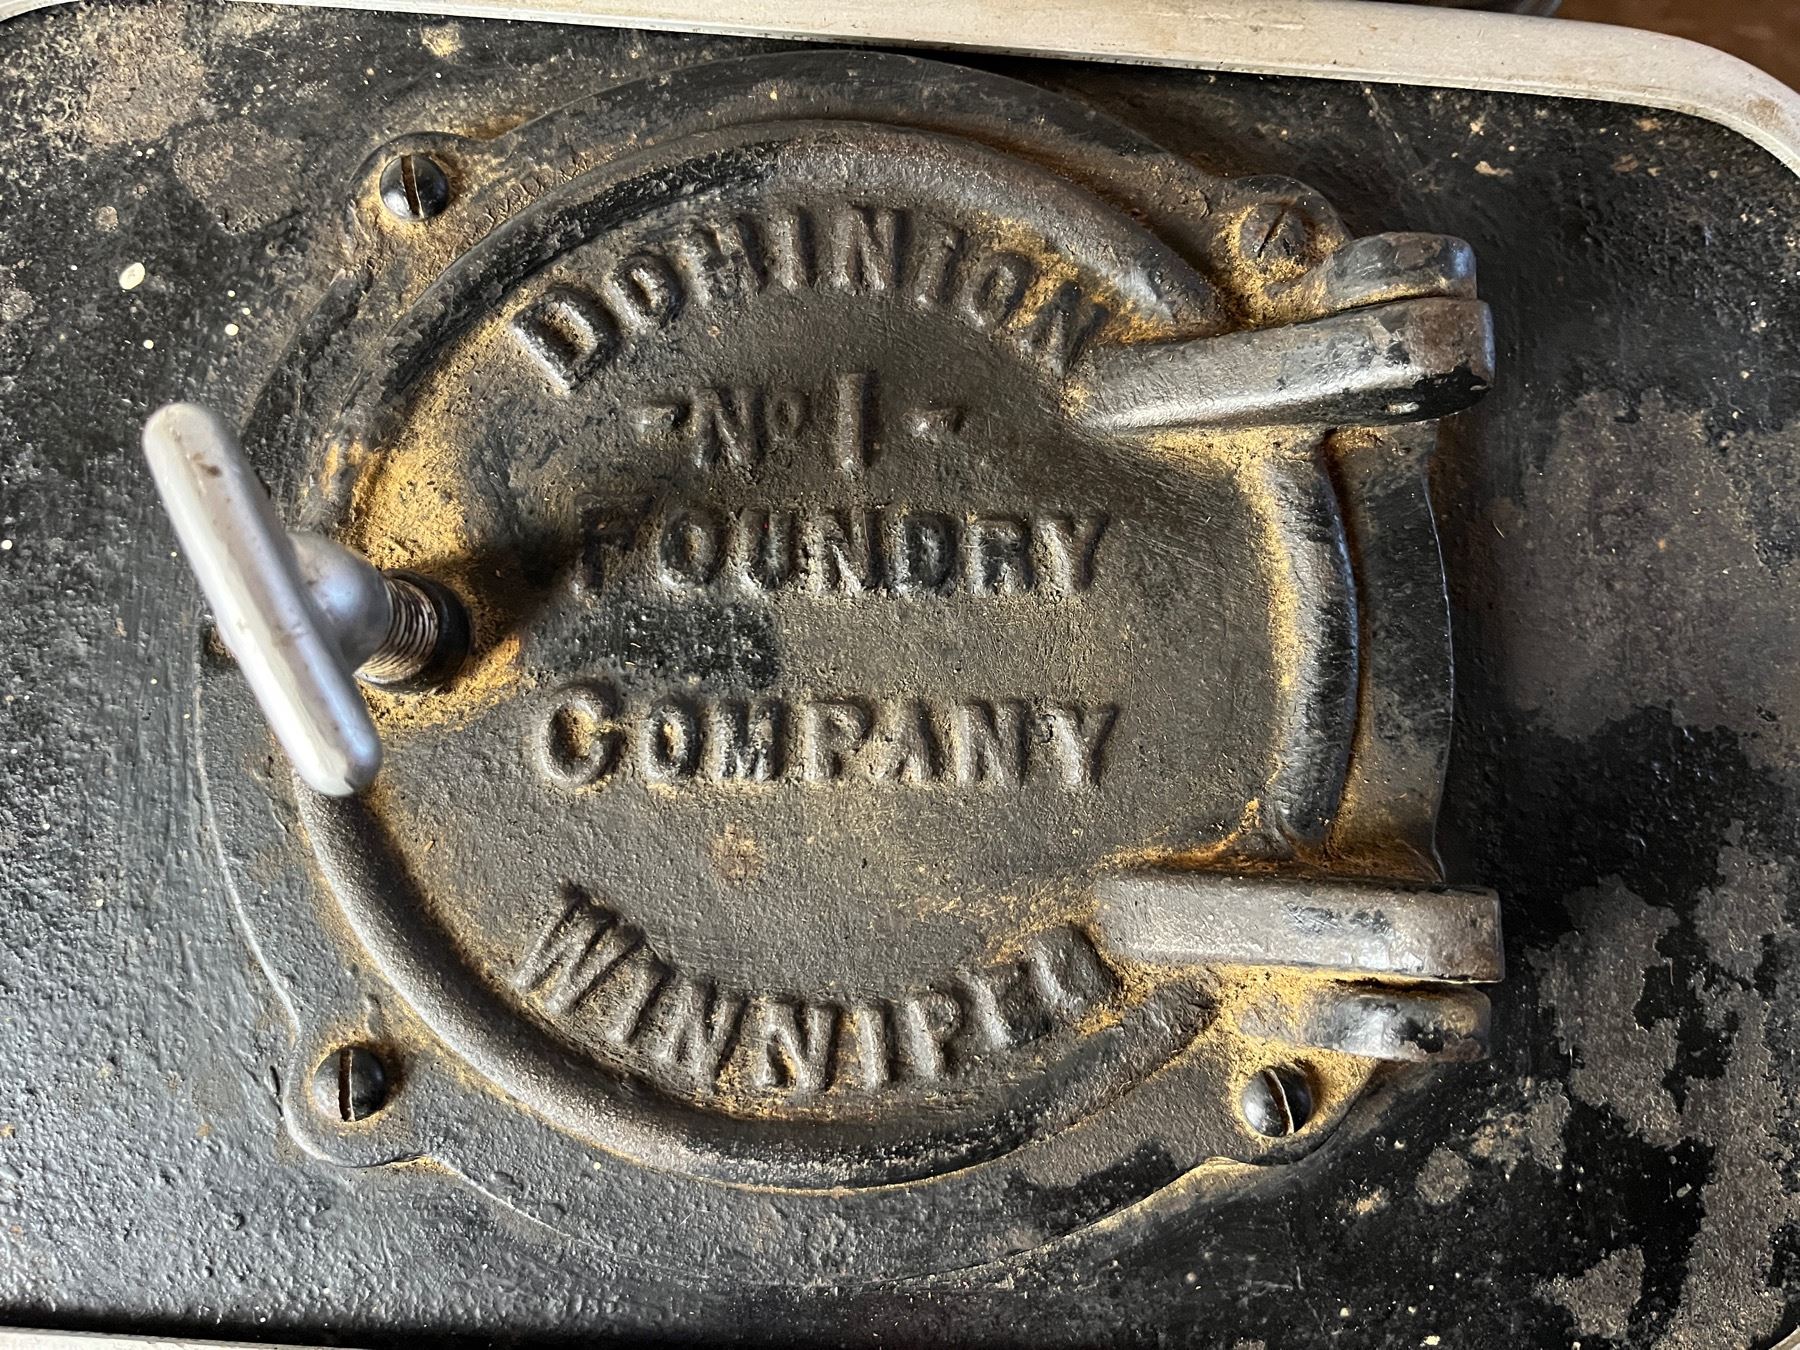 DOMINION
-No 1-
FOUNDRY
COMPANY
WINNIPEG